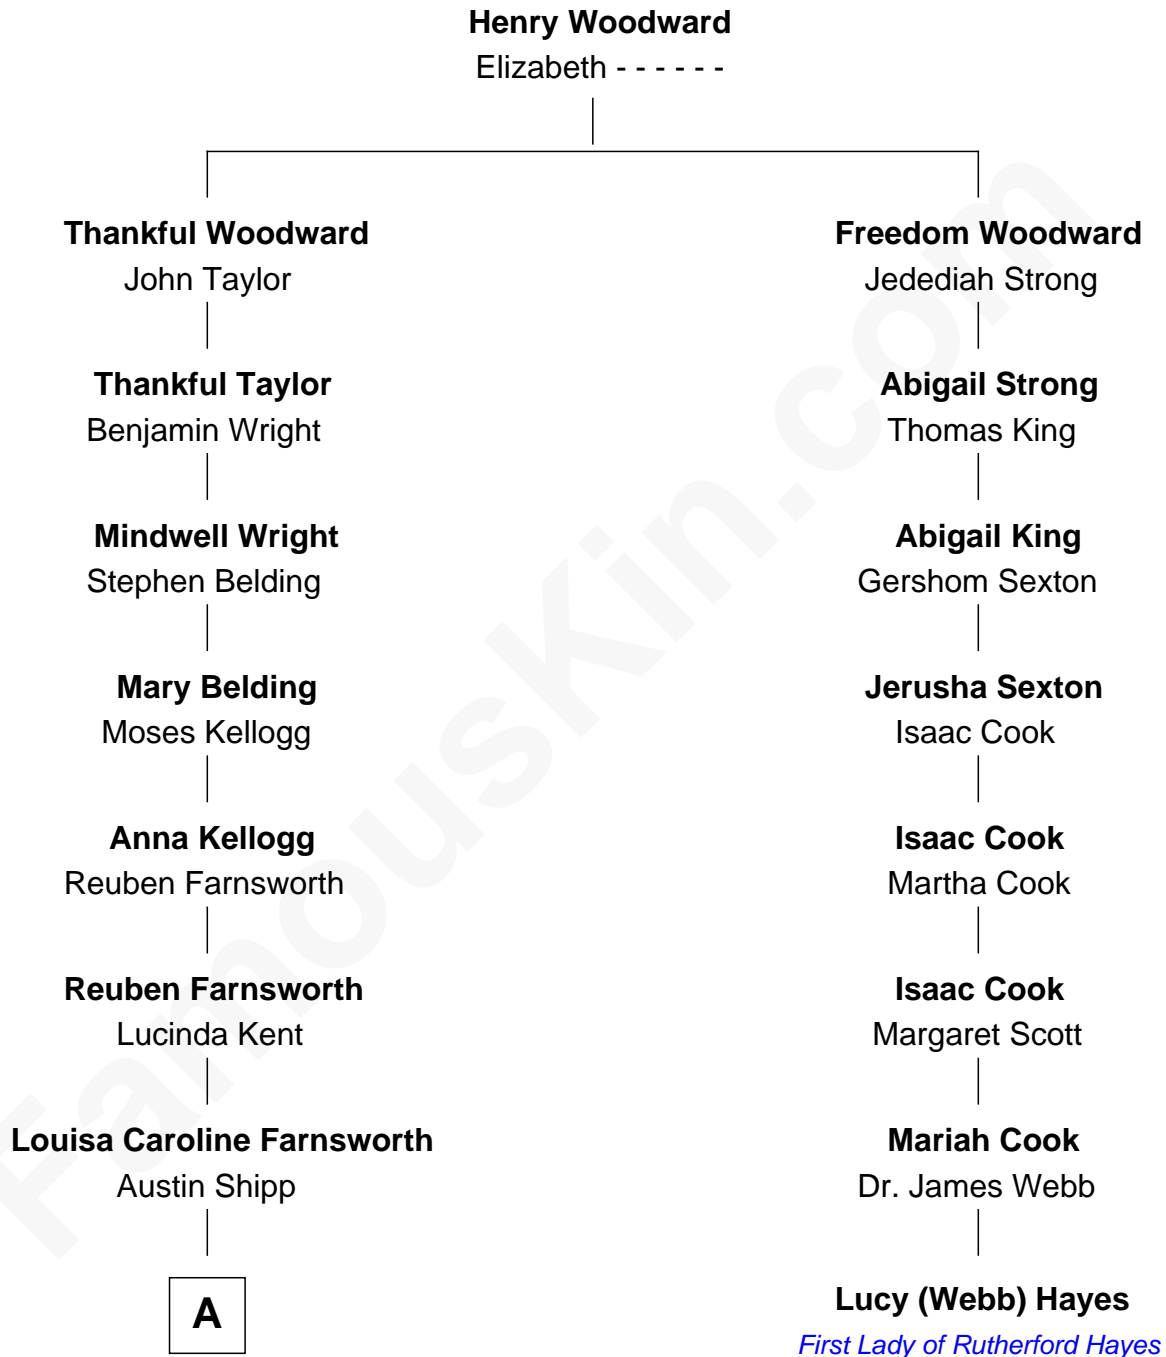 Henry Woodward
Elizabeth - - - - - -
Thankful Woodward
John Taylor
Freedom Woodward
Jedediah Strong
Thankful Taylor
Benjamin Wright
Abigail Strong
Thomas King
Mindwell Wright
Stephen Belding
Abigail King
Gershom Sexton
Mary Belding
Moses Kellogg
Jerusha Sexton
Isaac Cook
Anna Kellogg
Reuben Farnsworth
Isaac Cook
Martha Cook
Reuben Farnsworth
Lucinda Kent
Isaac Cook
Margaret Scott
Louisa Caroline Farnsworth
Austin Shipp
Mariah Cook
Dr. James Webb
A
Lucy (Webb) Hayes
First Lady of Rutherford Hayes
FamousKin.com